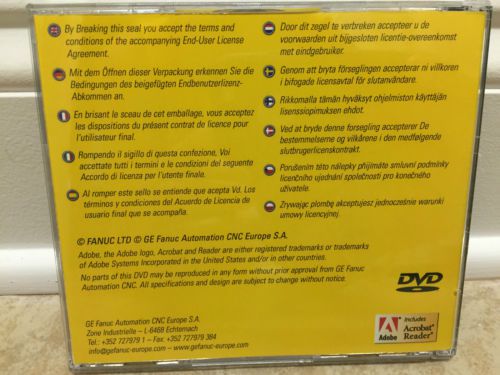 By Breaking this seal you accept the terms and
conditions of the accompanying End-User License
Agreement.
Mit dem Öffnen dieser Verpackung erkennen Sie die
Bedingungen des beigefügten Endbenutzerlizenz-
Abkommen an.
En brisant le sceau de cet emballage, vous acceptez
les dispositions du présent contrat de licence pour
l'utilisateur final.
Rompendo il sigillo di questa confezione, Voi
accettate tutti i termini e le condizioni del seguente
Accordo di licenza per l'utente finale.
Al romper este sello se entiende que acepta Vd. Los
términos y condiciones del Acuerdo de Licencia de
usuario final que se acompaña.
Door dit zegel te verbreken accepteer u de
voorwaarden uit bijgesloten licentie-overeenkomst
met eindgebruiker.
Genom att bryta förseglingen accepterar ni villkoren
i bifogade licensavtal för slutanvändare.
Rikkomalla tämän hyväksyt ohjelmiston käyttäjän
lisenssiopimuksen ehdot.
Ved at bryde denne forsegling accepterer De
bestemmelserne og vilkårene i den medfølgende
slutbrugerlicenskontrakt.
Porušením této nálepky přijímáte smluvní podmínky
licenčního ujednání společnosti pro konečného
uživatele.
Zrywając plombę akceptujesz jednocześnie warunki
umowy licencyjnej.
© FANUC LTD © GE Fanuc Automation CNC Europe S.A.
Adobe, the Adobe logo, Acrobat and Reader are either registered trademarks or trademarks
of Adobe Systems Incorporated in the United States and/or in other countries.
No parts of this DVD may be reproduced in any form without prior approval from GE Fanuc
Automation CNC. All specifications and design are subject to change without notice.
DVD
GE Fanuc Automation CNC Europe S.A.
Zone Industrielle – L-6468 Echternach
Tel.: +352 727979 1 – Fax: +352 727979 384
info@gefanuc-europe.com – www.gefanuc-europe.com
Adobe
Includes
Acrobat®
Reader™